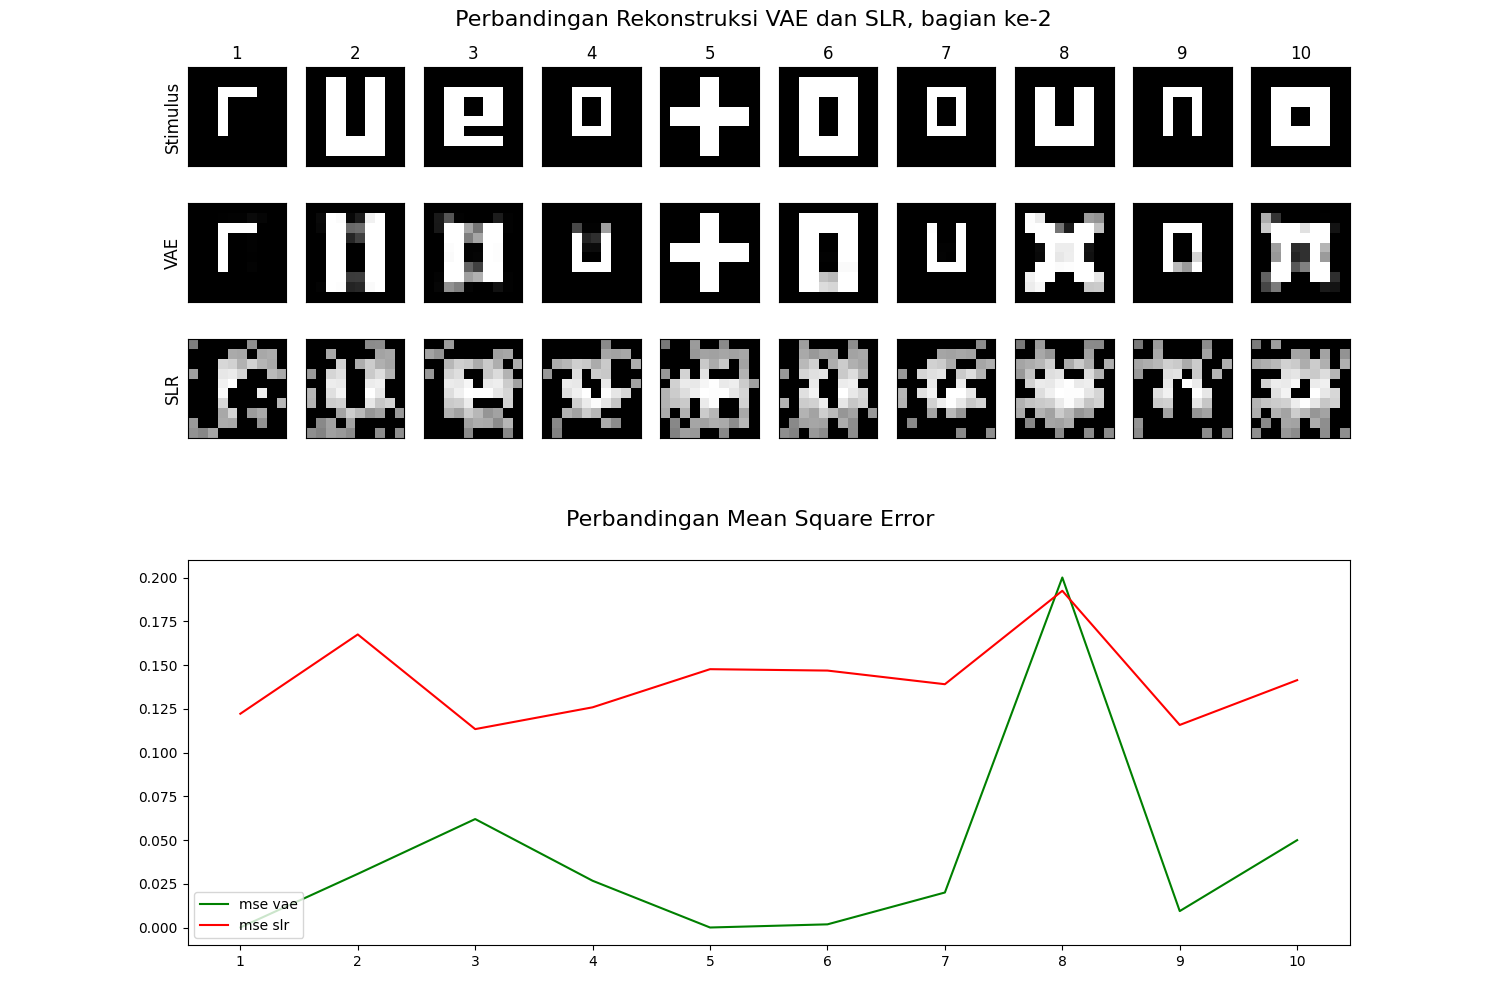 Perbandingan Rekonstruksi VAE dan SLR, bagian ke-2
1 2 3 4 5 6 7 8 9 10
Stimulus
VAE
SLR
Perbandingan Mean Square Error
0.200
0.175
0.150
0.125
0.100
0.075
0.050
0.025
0.000
mse vae
mse slr
1 2 3 4 5 6 7 8 9 10